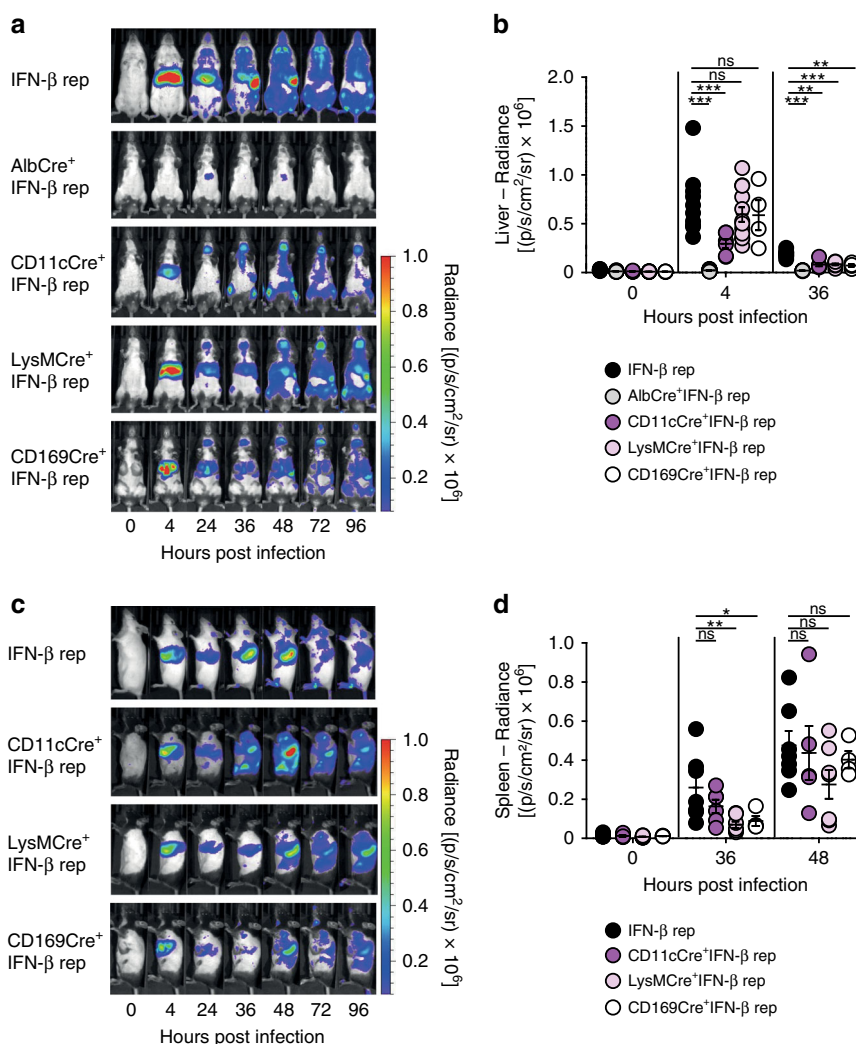 a
IFN-β rep
AlbCre⁺
IFN-β rep
CD11cCre⁺
IFN-β rep
LysMCre⁺
IFN-β rep
CD169Cre⁺
IFN-β rep
0 4 24 36 48 72 96
Hours post infection
1.0
0.8
0.6
0.4
0.2
Radiance [(p/s/cm²/sr) × 10⁶]
b
Liver – Radiance
[(p/s/cm²/sr) × 10⁶]
2.0
1.5
1.0
0.5
0
ns
ns
***
***
**
***
**
***
0 4 36
Hours post infection
IFN-β rep
AlbCre⁺IFN-β rep
CD11cCre⁺IFN-β rep
LysMCre⁺IFN-β rep
CD169Cre⁺IFN-β rep
c
IFN-β rep
CD11cCre⁺
IFN-β rep
LysMCre⁺
IFN-β rep
CD169Cre⁺
IFN-β rep
0 4 24 36 48 72 96
Hours post infection
1.0
0.8
0.6
0.4
0.2
Radiance [(p/s/cm²/sr) × 10⁶]
d
Spleen – Radiance
[(p/s/cm²/sr) × 10⁶]
1.0
0.8
0.6
0.4
0.2
0
*
**
ns
ns
ns
ns
0 36 48
Hours post infection
IFN-β rep
CD11cCre⁺IFN-β rep
LysMCre⁺IFN-β rep
CD169Cre⁺IFN-β rep